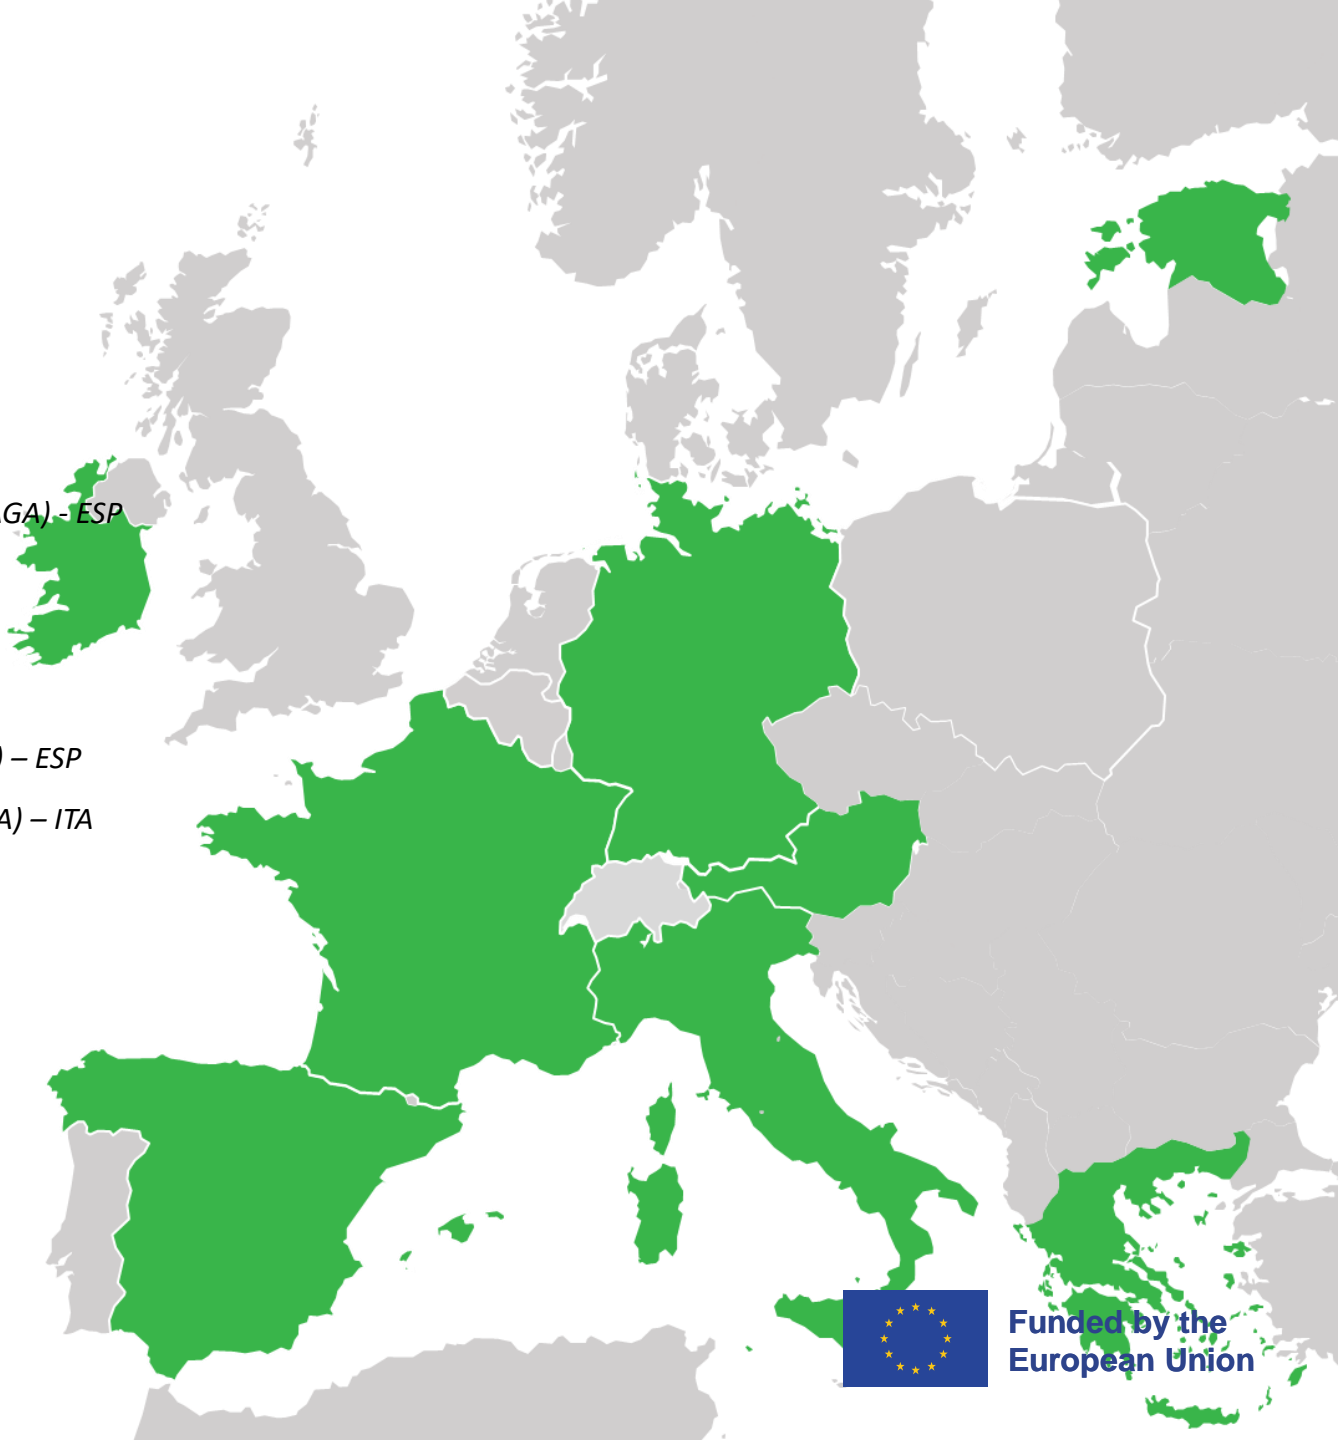 GA) - ESP
) – ESP
A) – ITA
Funded by the
European Union